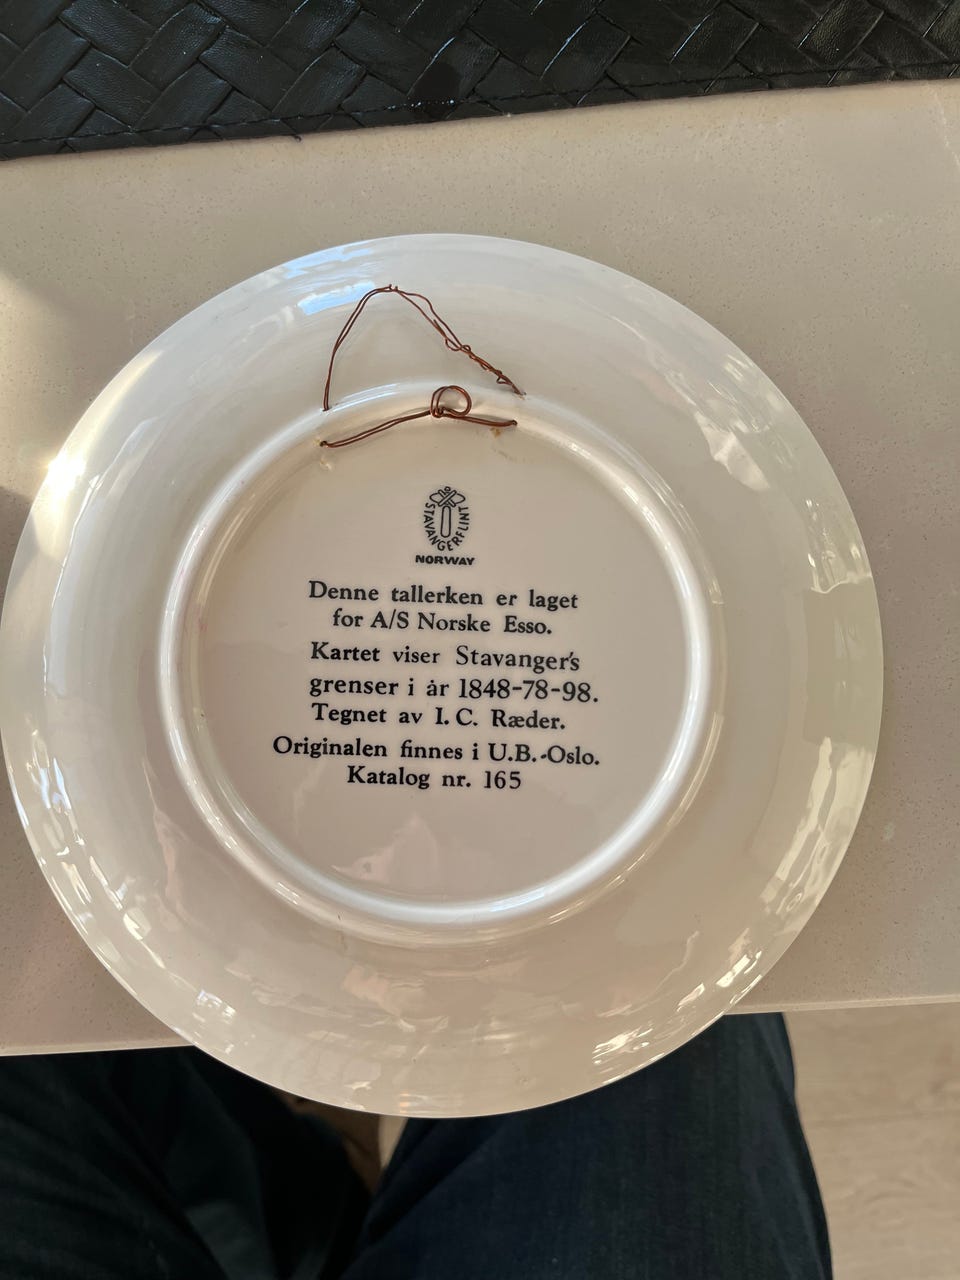 STAVANGERFLINT
NORWAY
Denne tallerken er laget
for A/S Norske Esso.
Kartet viser Stavanger's
grenser i år 1848-78-98.
Tegnet av I. C. Ræder.
Originalen finnes i U.B.-Oslo.
Katalog nr. 165